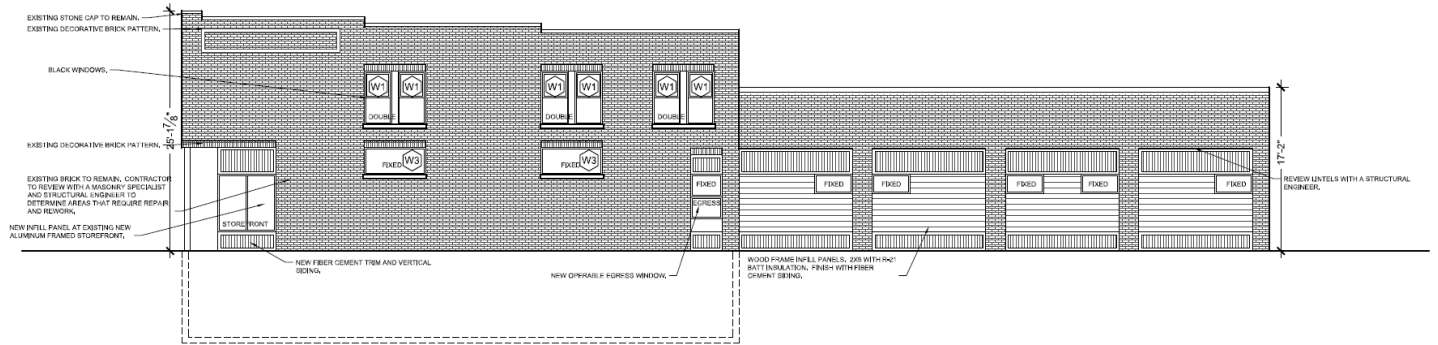 EXISTING STONE CAP TO REMAIN.
EXISTING DECORATIVE BRICK PATTERN.
BLACK WINDOWS.
W1
W1
W1
W1
W1
W1
DOUBLE
DOUBLE
DOUBLE
25'-1 7/8"
17'-2"
EXISTING DECORATIVE BRICK PATTERN.
FIXED
W3
FIXED
W3
EXISTING BRICK TO REMAIN. CONTRACTOR
TO REVIEW WITH A MASONRY SPECIALIST
AND STRUCTURAL ENGINEER TO
DETERMINE AREAS THAT REQUIRE REPAIR
AND REWORK.
FIXED
FIXED
FIXED
FIXED
FIXED
FIXED
REVIEW LINTELS WITH A STRUCTURAL
ENGINEER.
EGRESS
STOREFRONT
NEW INFILL PANEL AT EXISTING NEW
ALUMINUM FRAMED STOREFRONT.
NEW FIBER CEMENT TRIM AND VERTICAL
SIDING.
NEW OPERABLE EGRESS WINDOW.
WOOD FRAME INFILL PANELS. 2X6 WITH R-21
BATT INSULATION. FINISH WITH FIBER
CEMENT SIDING.